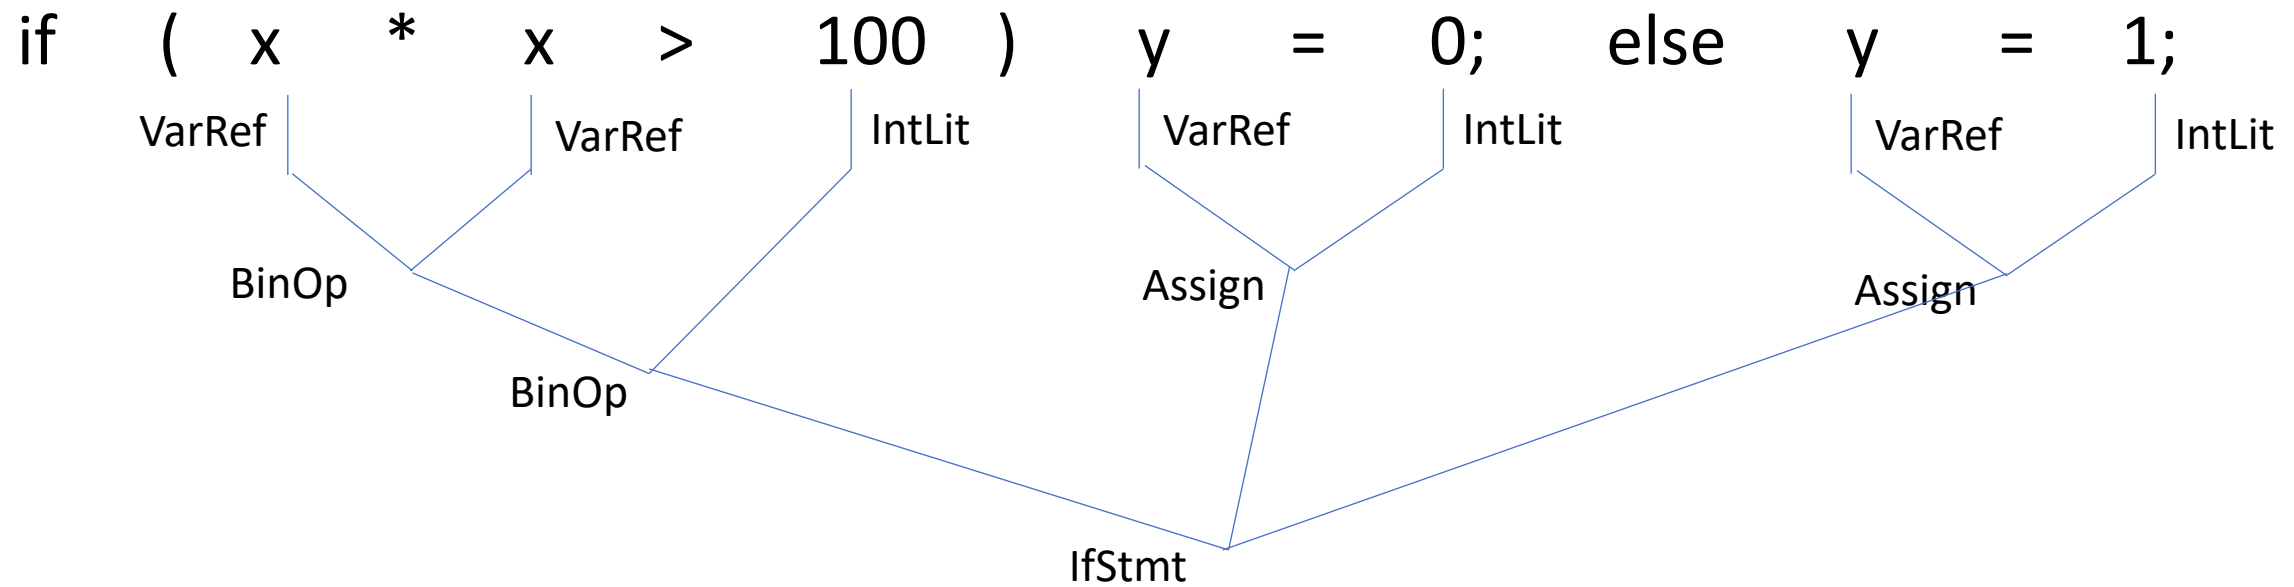 if ( x * x > 100 ) y = 0; else y = 1;
VarRef VarRef IntLit VarRef IntLit VarRef IntLit
BinOp Assign Assign
BinOp
IfStmt